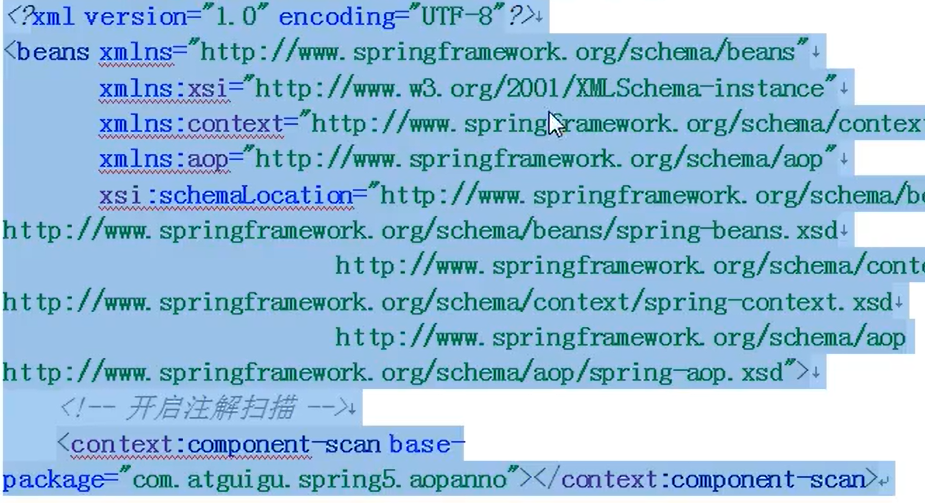 <?xml version="1.0" encoding="UTF-8"?>
<beans xmlns="http://www.springframework.org/schema/beans"
xmlns:xsi="http://www.w3.org/2001/XMLSchema-instance"
xmlns:context="http://www.springframework.org/schema/context
xmlns:aop="http://www.springframework.org/schema/aop"
xsi:schemaLocation="http://www.springframework.org/schema/be
http://www.springframework.org/schema/beans/spring-beans.xsd
http://www.springframework.org/schema/cont
http://www.springframework.org/schema/context/spring-context.xsd
http://www.springframework.org/schema/aop
http://www.springframework.org/schema/aop/spring-aop.xsd">
<!-- 开启注解扫描 -->
<context:component-scan base-
package="com.atguigu.spring5.aopanno"></context:component-scan>